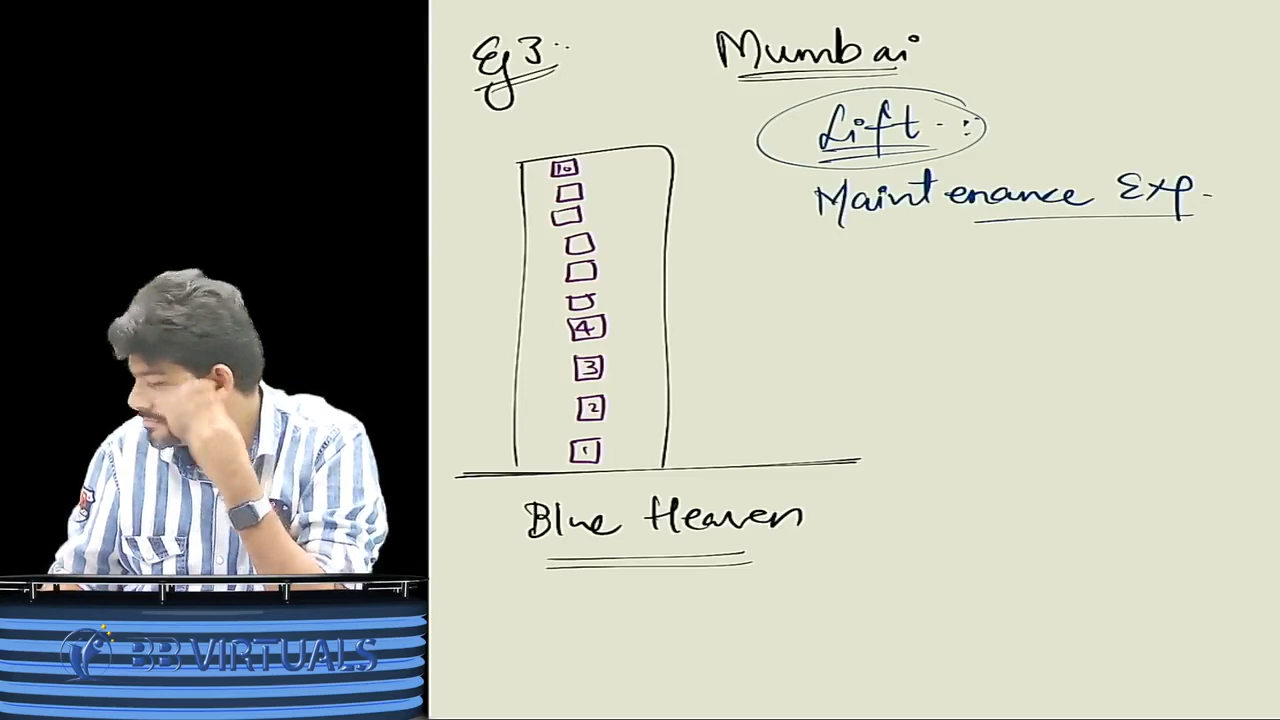 Eg 3..
Mumbai
Lift - :
Maintenance Exp.
10
4
3
2
1
Blue Heaven
BB VIRTUALS